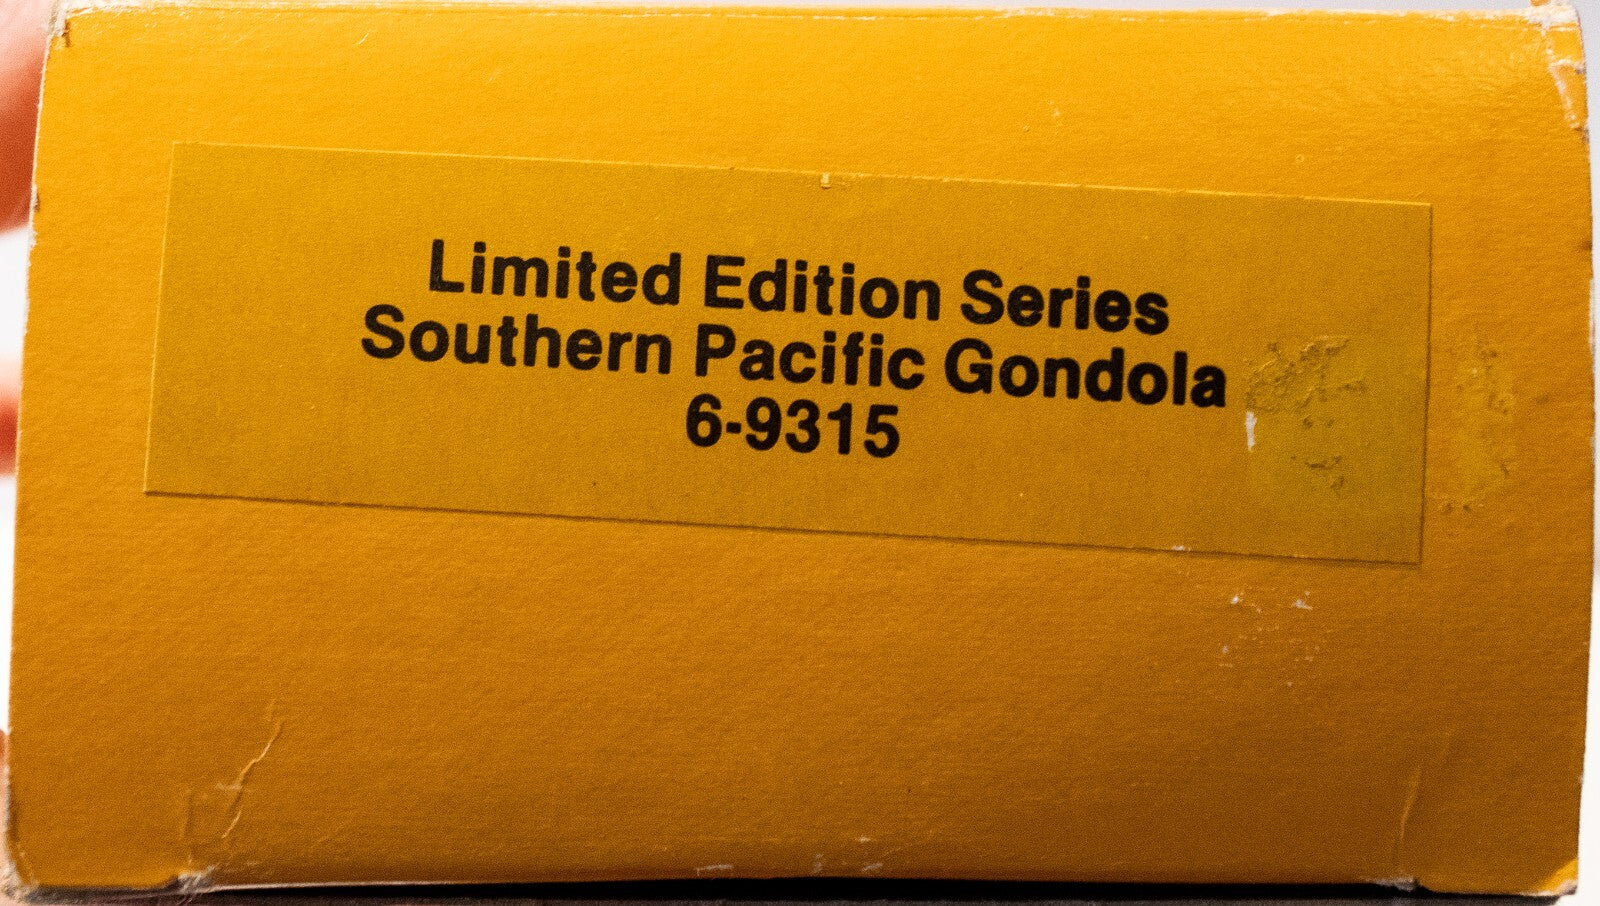 Limited Edition Series
Southern Pacific Gondola
6-9315